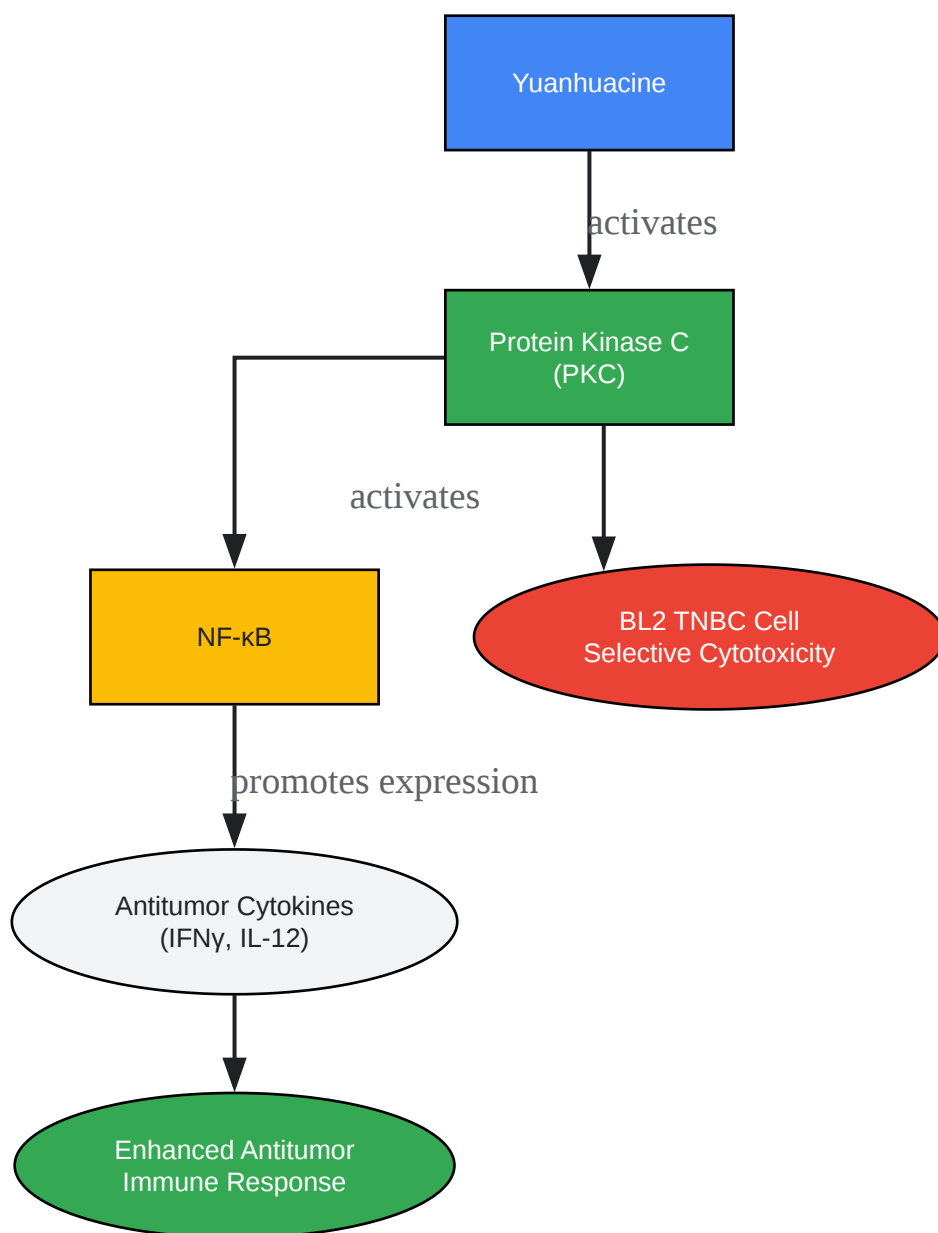 Yuanhuacine
activates
Protein Kinase C
(PKC)
activates
NF-κB
BL2 TNBC Cell
Selective Cytotoxicity
promotes expression
Antitumor Cytokines
(IFNγ, IL-12)
Enhanced Antitumor
Immune Response